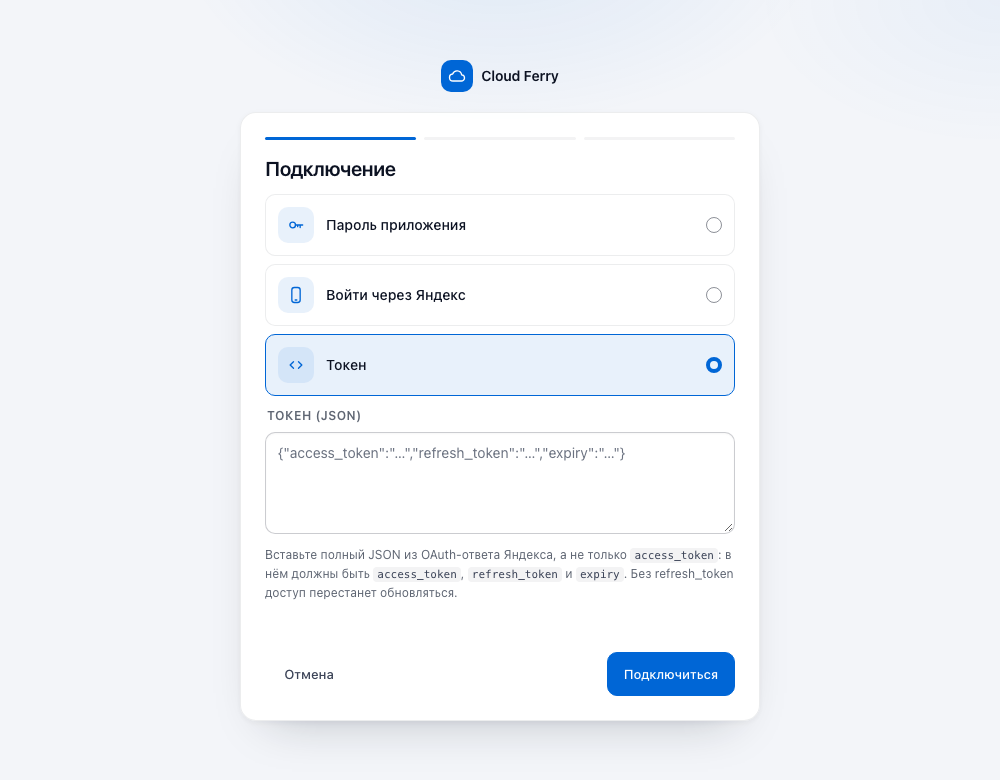 Cloud Ferry
Подключение
Пароль приложения
Войти через Яндекс
Токен
ТОКЕН (JSON)
{"access_token":"…","refresh_token":"…","expiry":"…"}
Вставьте полный JSON из OAuth-ответа Яндекса, а не только access_token: в
нём должны быть access_token, refresh_token и expiry. Без refresh_token
доступ перестанет обновляться.
Отмена
Подключиться